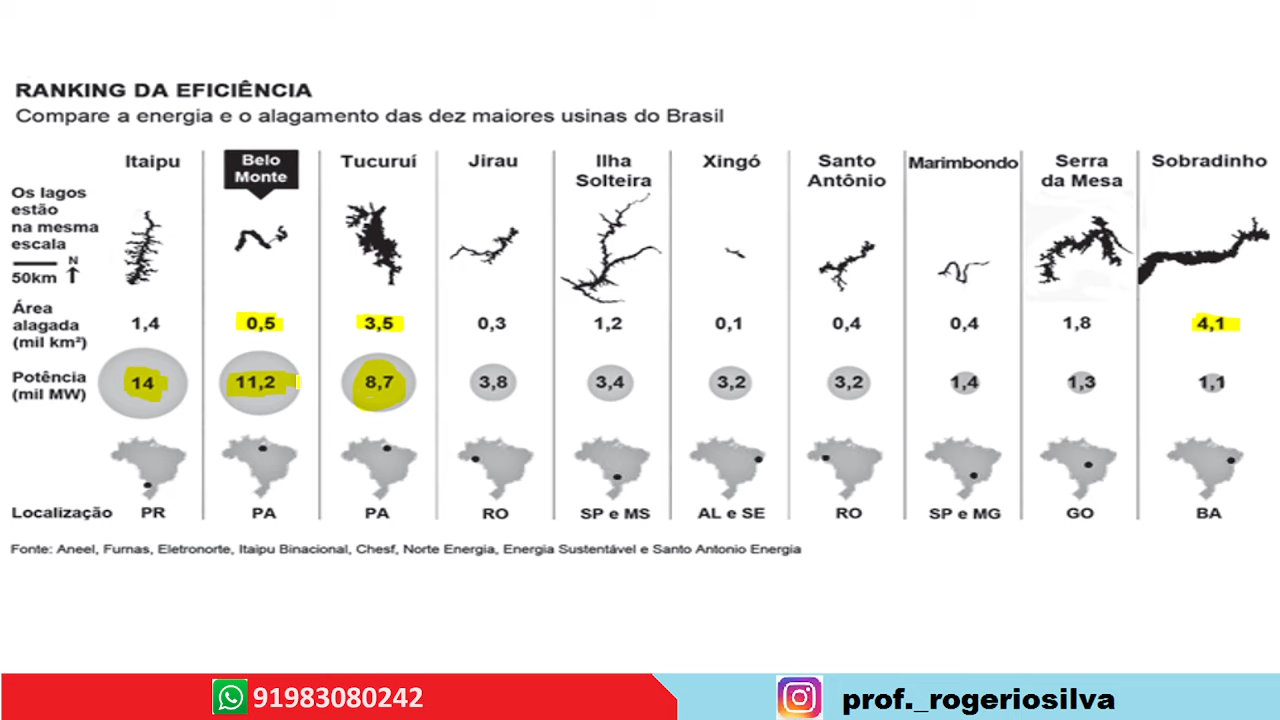 RANKING DA EFICIÊNCIA
Compare a energia e o alagamento das dez maiores usinas do Brasil
Itaipu
Belo
Monte
Tucuruí
Jirau
Ilha
Solteira
Xingó
Santo
Antônio
Marimbondo
Serra
da Mesa
Sobradinho
Os lagos
estão
na mesma
escala
N
50km
Área
alagada
(mil km²)
1,4 0,5 3,5 0,3 1,2 0,1 0,4 0,4 1,8 4,1
Potência
(mil MW)
14 11,2 8,7 3,8 3,4 3,2 3,2 1,4 1,3 1,1
Localização PR PA PA RO SP e MS AL e SE RO SP e MG GO BA
Fonte: Aneel, Furnas, Eletronorte, Itaipu Binacional, Chesf, Norte Energia, Energia Sustentável e Santo Antonio Energia
91983080242
prof._rogeriosilva